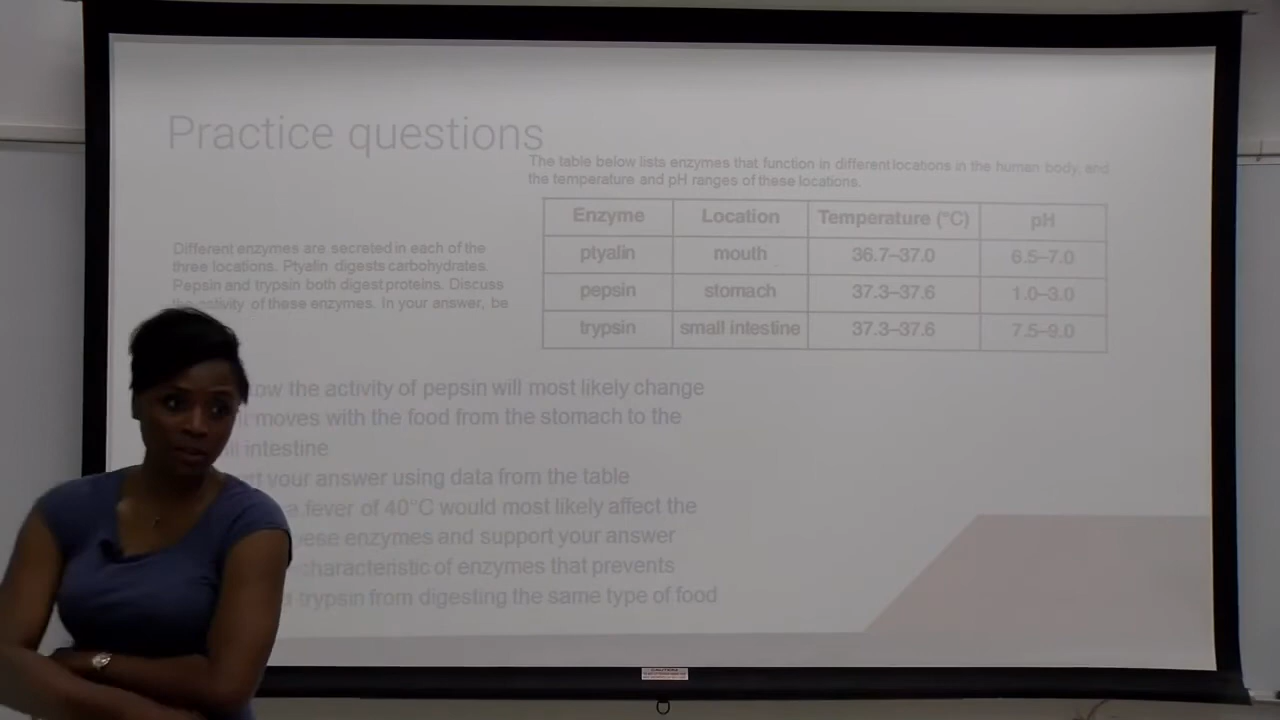 Practice questions
The table below lists enzymes that function in different locations in the human body, and
the temperature and pH ranges of these locations.
Enzyme Location Temperature (°C) pH
ptyalin mouth 36.7–37.0 6.5–7.0
pepsin stomach 37.3–37.6 1.0–3.0
trypsin small intestine 37.3–37.6 7.5–9.0
Different enzymes are secreted in each of the
three locations. Ptyalin digests carbohydrates.
Pepsin and trypsin both digest proteins. Discuss
the activity of these enzymes. In your answer, be
the activity of pepsin will most likely change
moves with the food from the stomach to the
intestine
your answer using data from the table
a fever of 40°C would most likely affect the
enzymes and support your answer
characteristic of enzymes that prevents
trypsin from digesting the same type of food